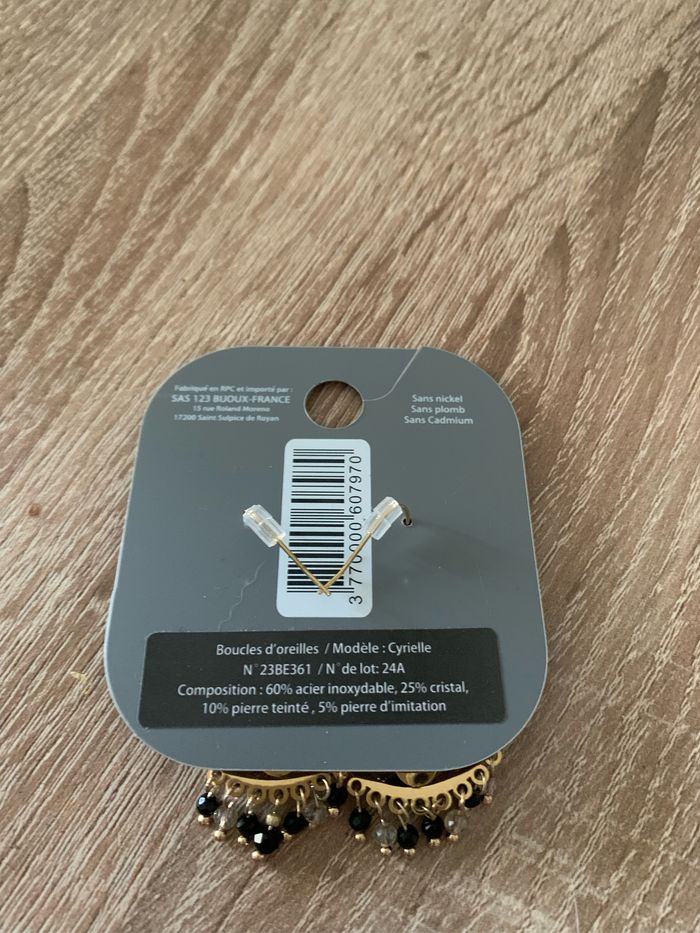 Fabriqué en RPC et importé par :
SAS 123 BIJOUX-FRANCE
15 rue Roland Moreno
17200 Saint Sulpice de Royan
Sans nickel
Sans plomb
Sans Cadmium
3 770000 607970
Boucles d'oreilles / Modèle : Cyrielle
N°23BE361 / N°de lot: 24A
Composition : 60% acier inoxydable, 25% cristal,
10% pierre teinté , 5% pierre d'imitation